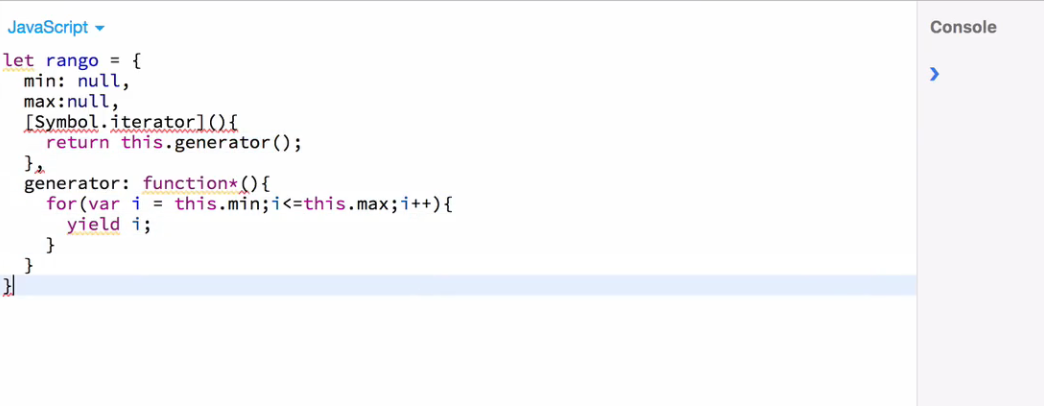 JavaScript
Console
let rango = {
  min: null,
  max:null,
  [Symbol.iterator](){
    return this.generator();
  },
  generator: function*(){
    for(var i = this.min;i<=this.max;i++){
      yield i;
    }
  }
}